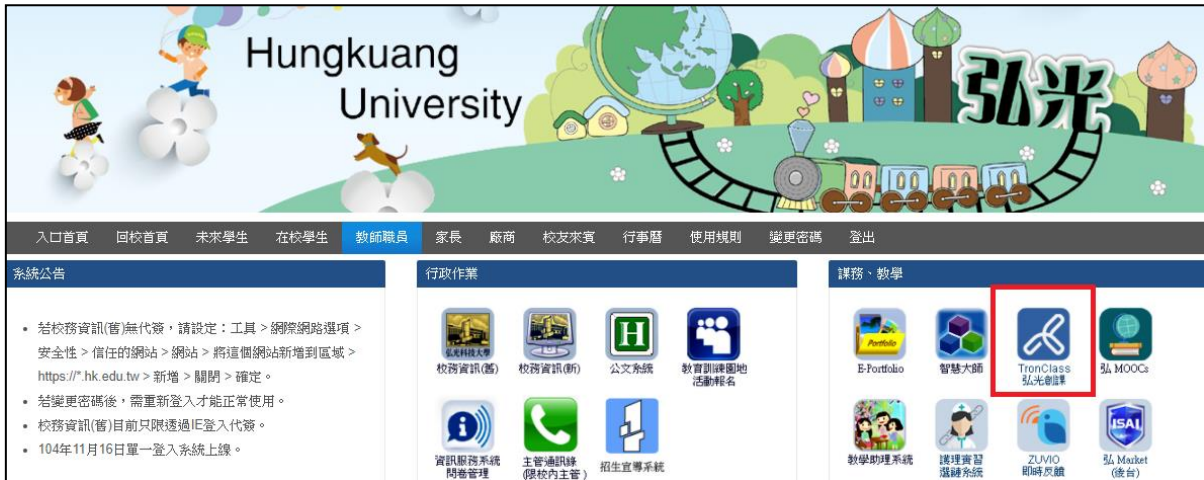 Hungkuang
University
弘光
入口首頁 回校首頁 未來學生 在校學生 教師職員 家長 廠商 校友來賓 行事曆 使用規則 變更密碼 登出
系統公告
若校務資訊(舊)無代簽,請設定:工具 > 網際網路選項 >
安全性 > 信任的網站 > 網站 > 將這個網站新增到區域 >
https://*.hk.edu.tw > 新增 > 關閉 > 確定。
若變更密碼後,需重新登入才能正常使用。
校務資訊(舊)目前只限透過IE登入代簽。
104年11月16日單一登入系統上線。
行政作業
弘光科技大學
H
校務資訊(舊) 校務資訊(新) 公文系統 教育訓練園地
活動報名
資訊服務系統
問卷管理
主管通訊錄
(限校內主管)
招生宣導系統
課務、教學
Portfolio
E-Portfolio 智慧大師 TronClass
弘光創課
弘 MOOCs
ISAI
教學助理系統 護理實習
選鏈系統
ZUVIO
即時反饋
弘 Market
(後台)